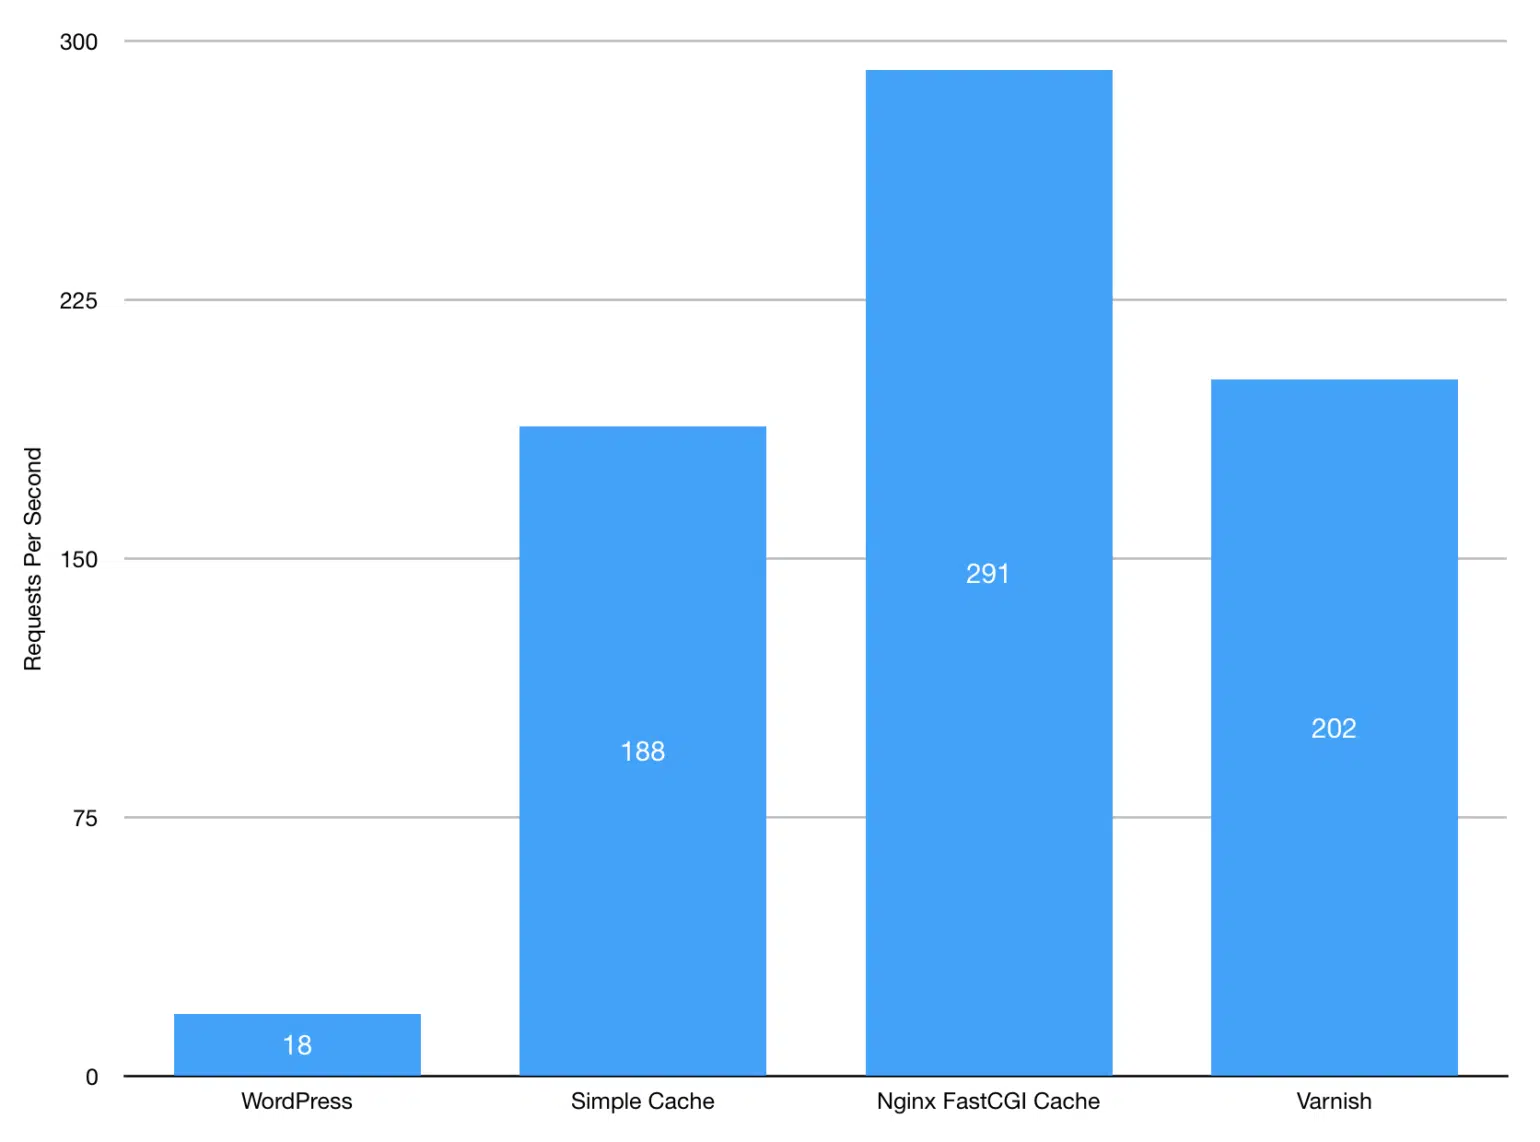 300
225
150
75
0
Requests Per Second
18
188
291
202
WordPress
Simple Cache
Nginx FastCGI Cache
Varnish